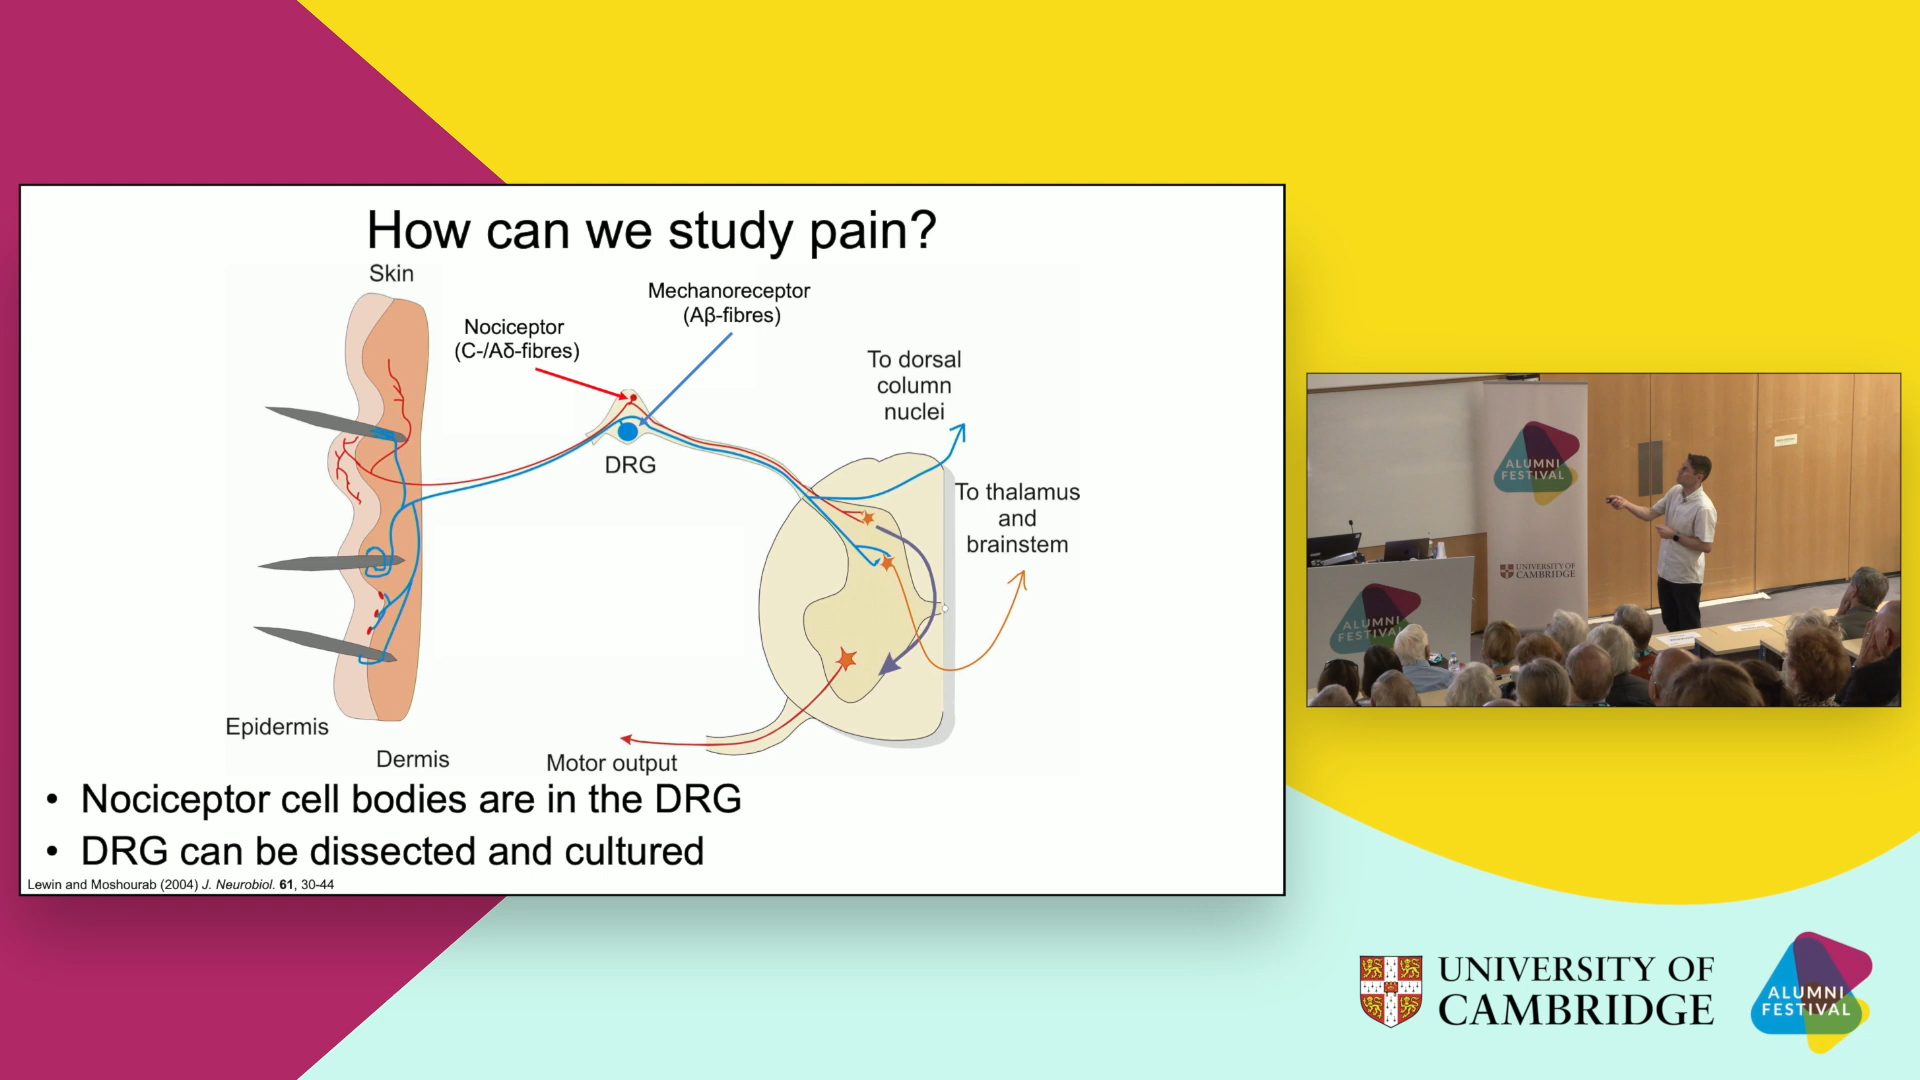 How can we study pain?
Skin
Mechanoreceptor
(Aβ-fibres)
Nociceptor
(C-/Aδ-fibres)
To dorsal
column
nuclei
DRG
To thalamus
and
brainstem
Epidermis
Dermis
Motor output
• Nociceptor cell bodies are in the DRG
• DRG can be dissected and cultured
Lewin and Moshourab (2004) J. Neurobiol. 61, 30-44
ALUMNI
FESTIVAL
UNIVERSITY OF
CAMBRIDGE
ALUMNI
FESTIVAL
UNIVERSITY OF
CAMBRIDGE
ALUMNI
FESTIVAL